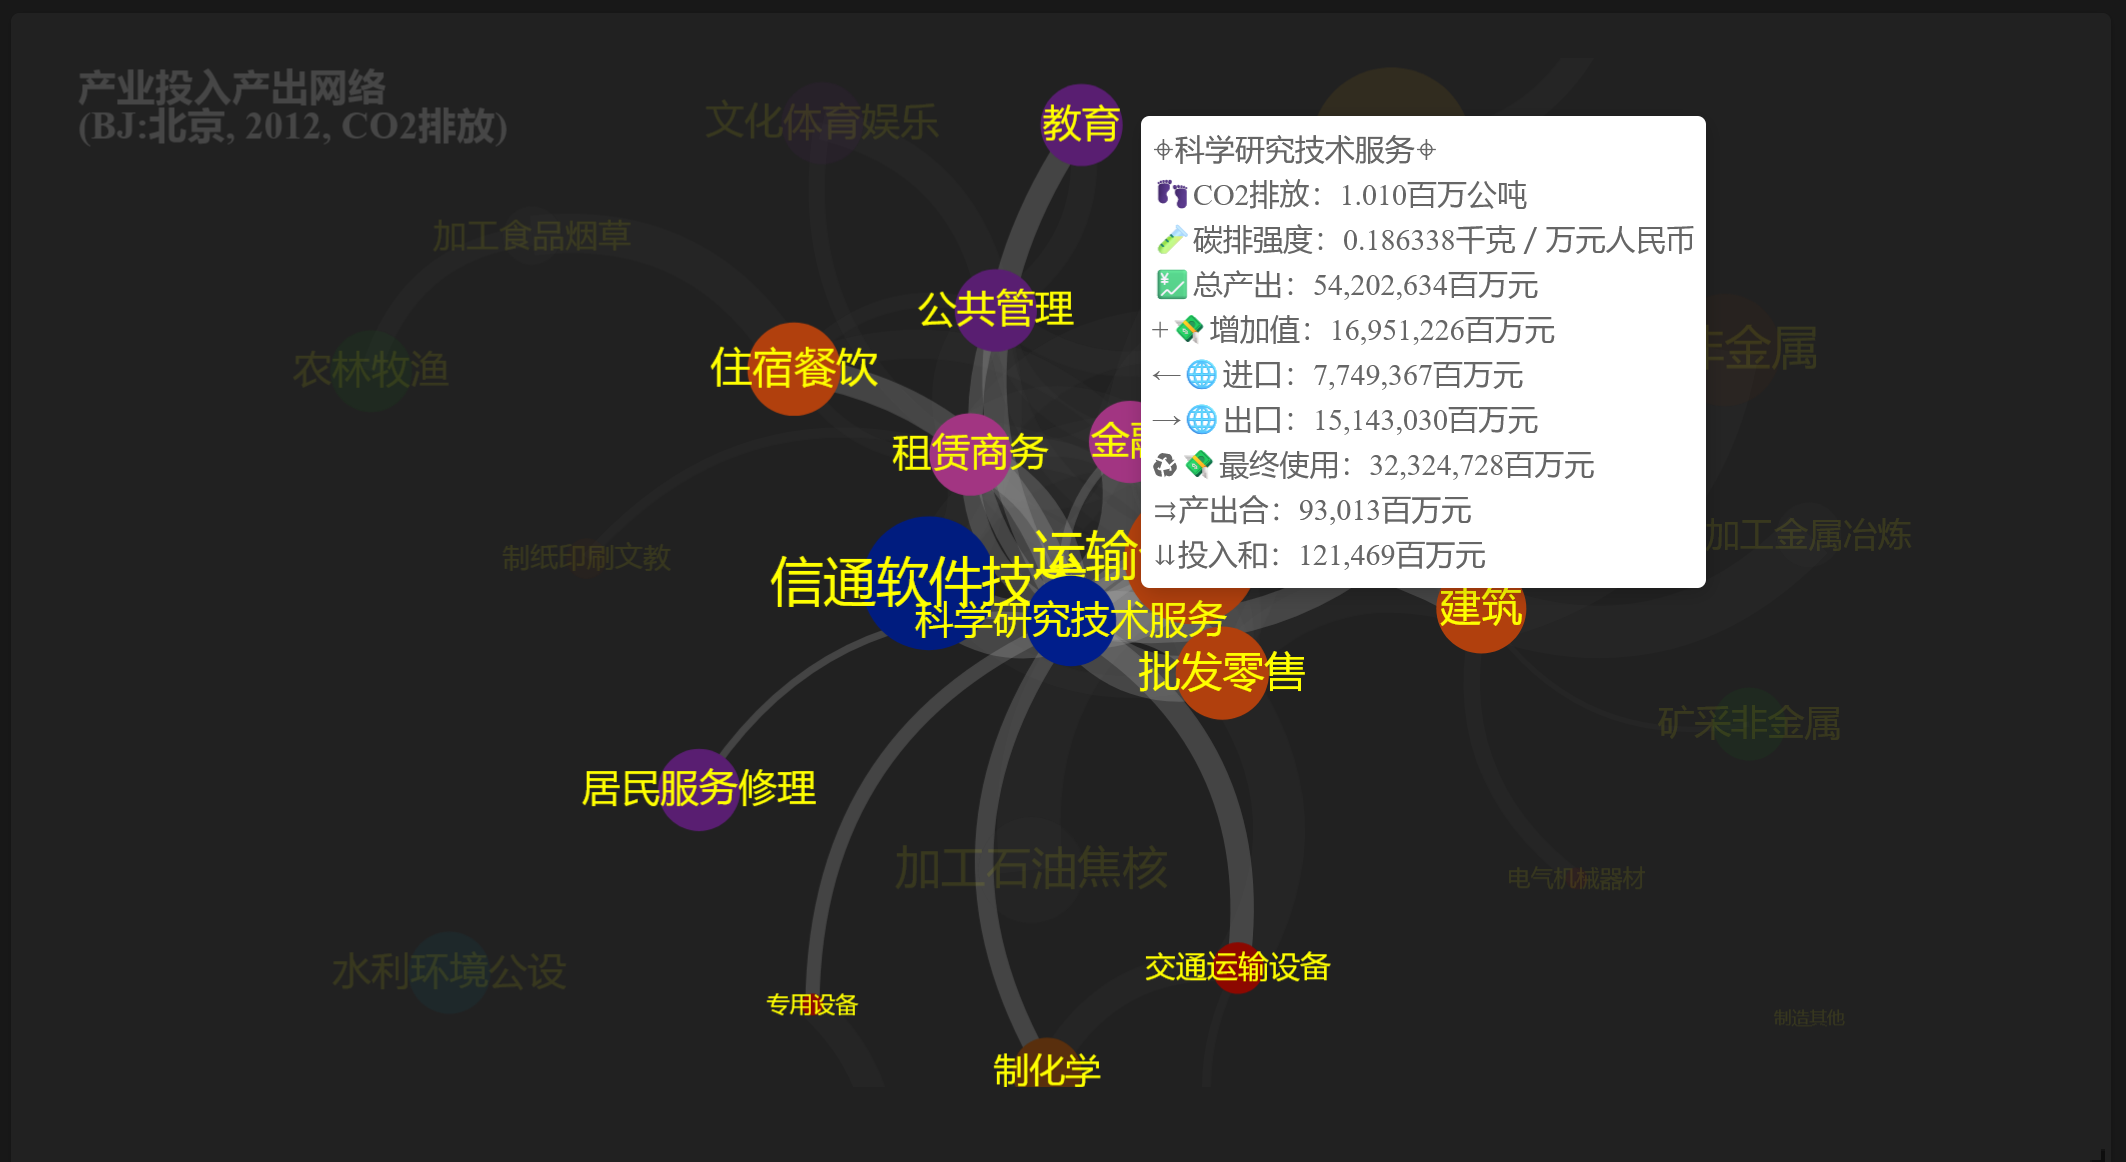 产业投入产出网络
(BJ:北京, 2012, CO2排放)
文化体育娱乐
教育
⌖科学研究技术服务⌖
👣CO2排放：1.010百万公吨
🧪碳排强度：0.186338千克 / 万元人民币
💹总产出：54,202,634百万元
+💸增加值：16,951,226百万元
←🌐进口：7,749,367百万元
→🌐出口：15,143,030百万元
♻💸最终使用：32,324,728百万元
⇉产出合：93,013百万元
⇊投入和：121,469百万元
加工食品烟草
公共管理
农林牧渔
住宿餐饮
非金属
租赁商务
金融
制纸印刷文教
加工金属冶炼
运输
信通软件技
科学研究技术服务
建筑
批发零售
矿采非金属
居民服务修理
加工石油焦核
电气机械器材
水利环境公设
交通运输设备
专用设备
制造其他
制化学